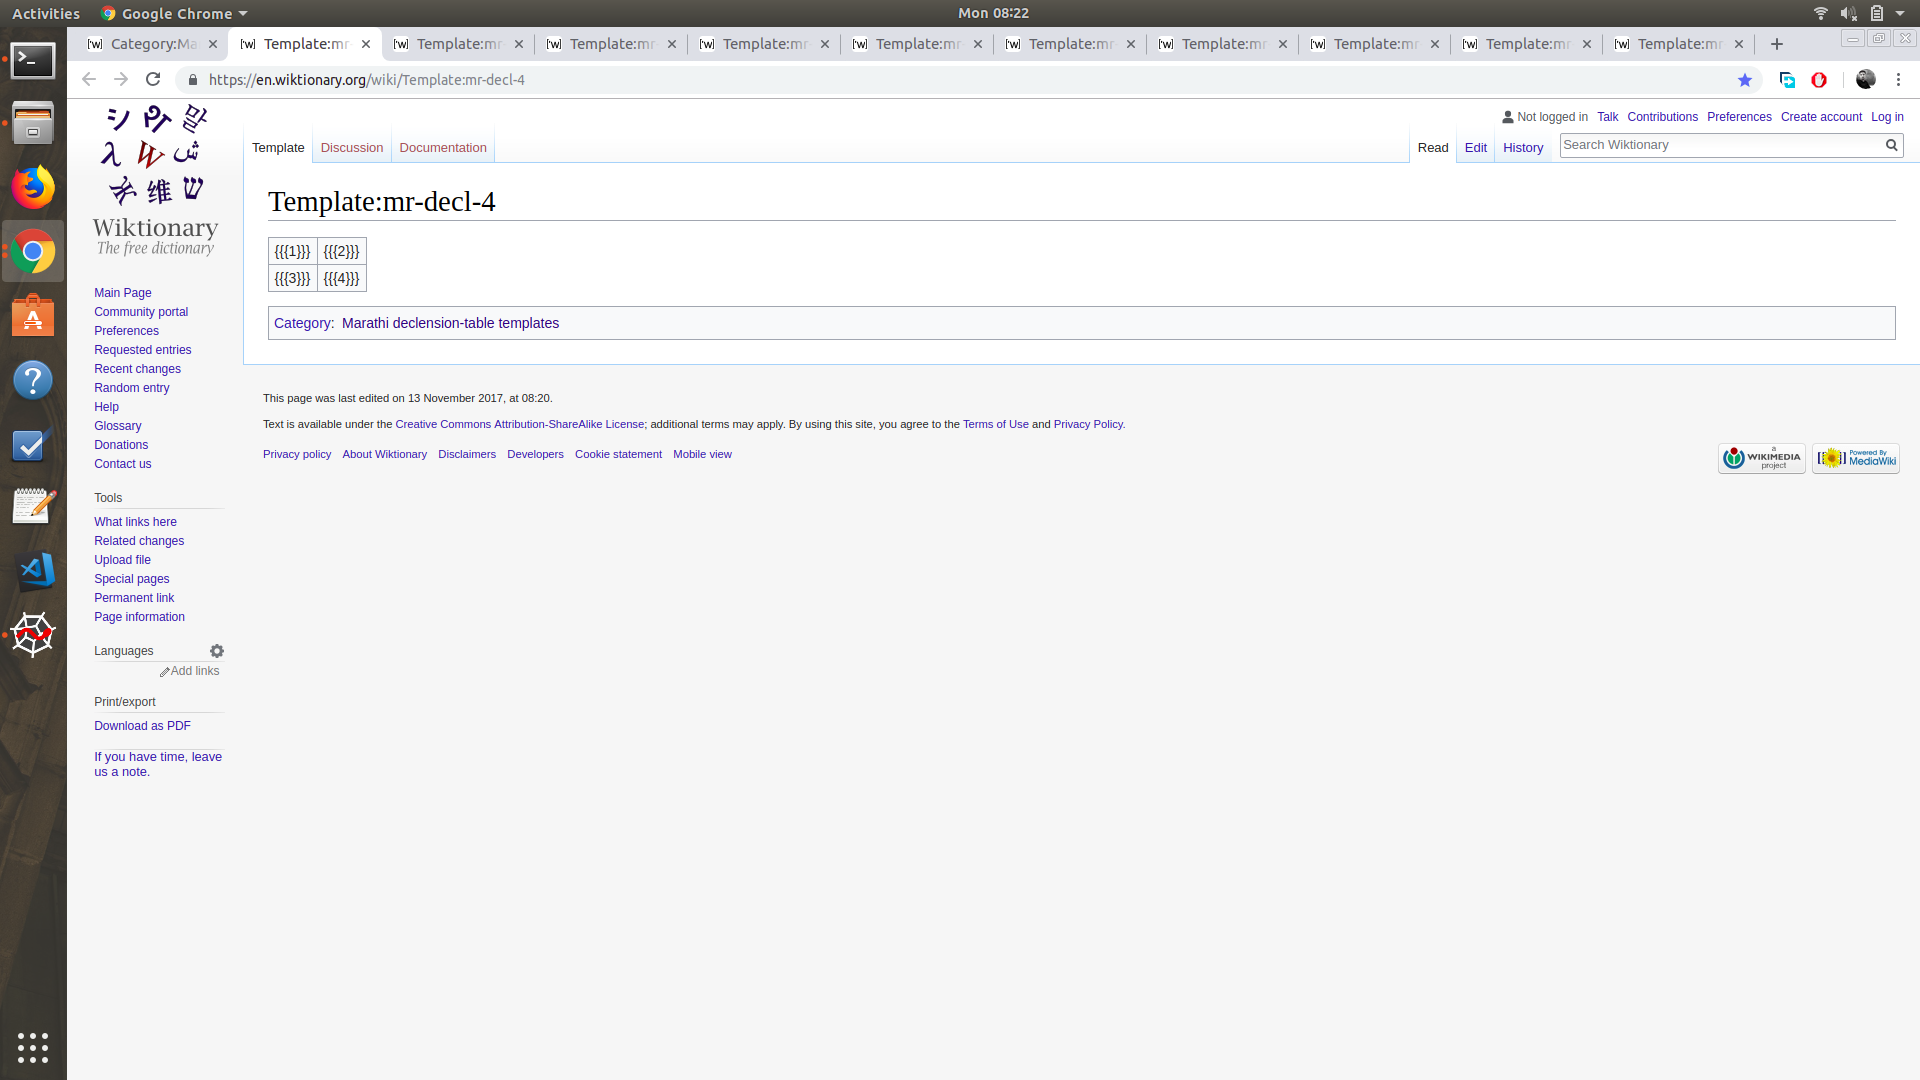 Activities Google Chrome Mon 08:22
Category:Ma Template:mr Template:mr Template:mr Template:mr Template:mr Template:mr Template:mr Template:mr Template:mr Template:mr
https://en.wiktionary.org/wiki/Template:mr-decl-4
Not logged in Talk Contributions Preferences Create account Log in
Template Discussion Documentation Read Edit History Search Wiktionary
Template:mr-decl-4
{{{1}}} {{{2}}}
{{{3}}} {{{4}}}
Category: Marathi declension-table templates
This page was last edited on 13 November 2017, at 08:20.
Text is available under the Creative Commons Attribution-ShareAlike License; additional terms may apply. By using this site, you agree to the Terms of Use and Privacy Policy.
Privacy policy About Wiktionary Disclaimers Developers Cookie statement Mobile view
a
WIKIMEDIA
project
Powered By
MediaWiki
シ 말
λ W ش
维 ש
Wiktionary
The free dictionary
Main Page
Community portal
Preferences
Requested entries
Recent changes
Random entry
Help
Glossary
Donations
Contact us
Tools
What links here
Related changes
Upload file
Special pages
Permanent link
Page information
Languages
Add links
Print/export
Download as PDF
If you have time, leave
us a note.